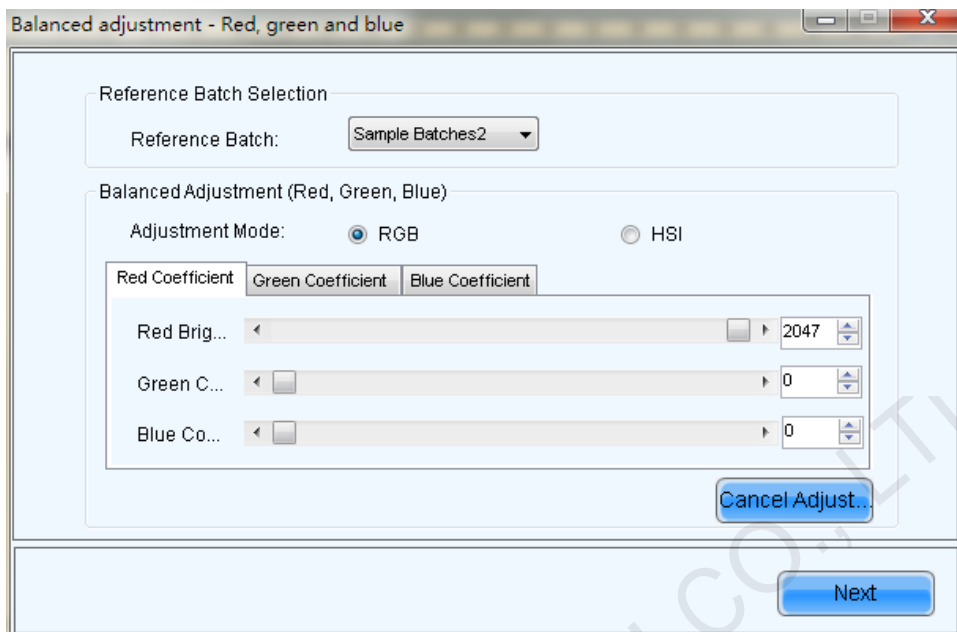 Balanced adjustment - Red, green and blue
Reference Batch Selection
Reference Batch: Sample Batches2
Balanced Adjustment (Red, Green, Blue)
Adjustment Mode: RGB HSI
Red Coefficient Green Coefficient Blue Coefficient
Red Brig... 2047
Green C... 0
Blue Co... 0
Cancel Adjust...
Next
CO., LT